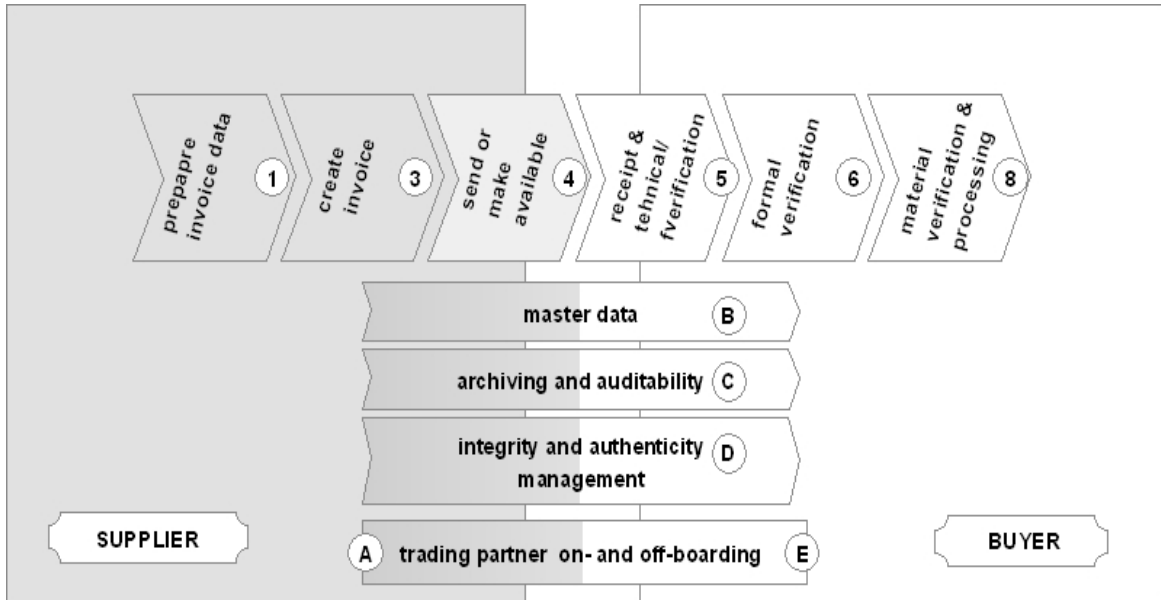 prepapre
invoice data
1
create
invoice
3
send or
make
available
4
receipt &
tehnical/
fverification
5
formal
verification
6
material
verification &
processing
8
master data
B
archiving and auditability
C
integrity and authenticity
management
D
SUPPLIER
A
trading partner on- and off-boarding
E
BUYER